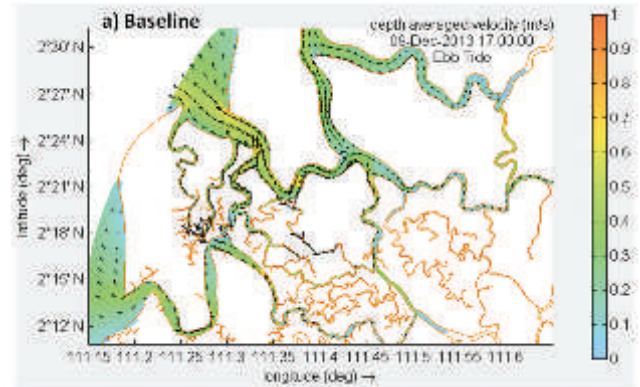 a) Baseline
depth averaged velocity (m/s)
09-Dec-2013 17:00:00
Ebb Tide
2°30' N
2°27' N
2°24' N
2°21' N
2°18' N
2°15' N
2°12' N
latitude (deg) →
111.15 111.2 111.25 111.3 111.35 111.4 111.45 111.5 111.55 111.6
longitude (deg) →
1
0.9
0.8
0.7
0.6
0.5
0.4
0.3
0.2
0.1
0